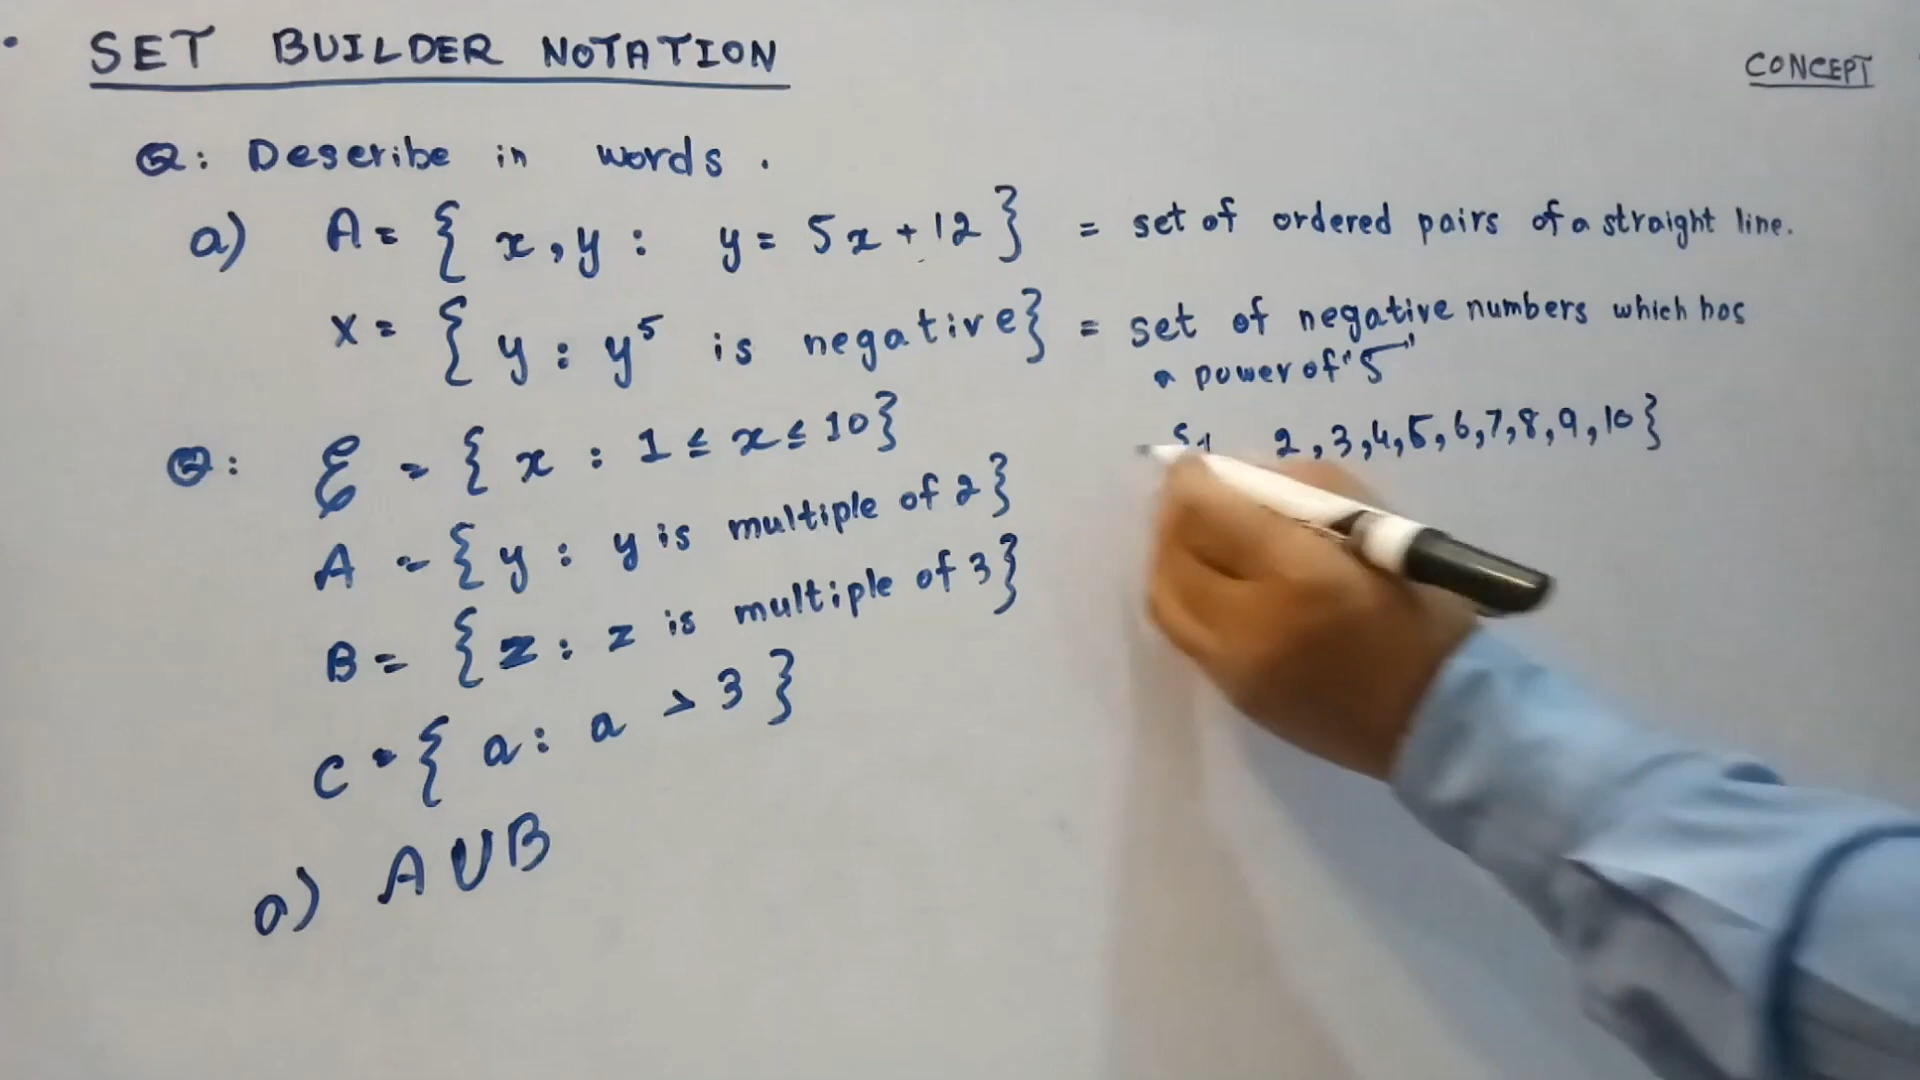 SET BUILDER NOTATION
CONCEPT
Q: Describe in words.
a) A = { x, y : y = 5x + 12 } = set of ordered pairs of a straight line.
X = { y : y⁵ is negative } = set of negative numbers which has
a power of "5"
Q: ℰ = { x : 1 ≤ x ≤ 10 }
2, 3, 4, 5, 6, 7, 8, 9, 10 }
A = { y : y is multiple of 2 }
B = { z : z is multiple of 3 }
C = { a : a > 3 }
a) A ∪ B